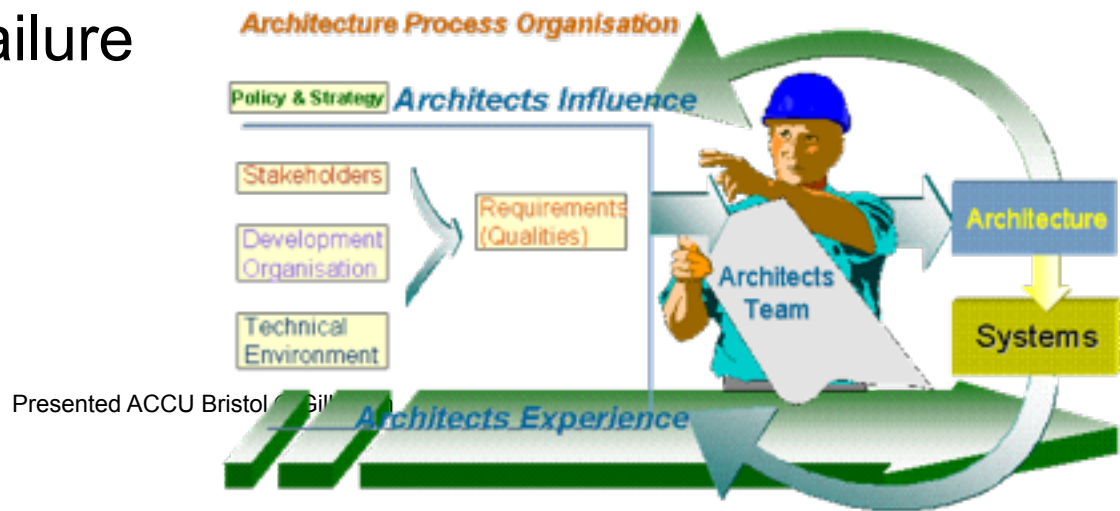 ailure
Architecture Process Organisation
Policy & Strategy
Architects Influence
Stakeholders
Development
Organisation
Technical
Environment
Requirements
(Qualities)
Architects
Team
Architecture
Systems
Presented ACCU Bristol
Architects Experience